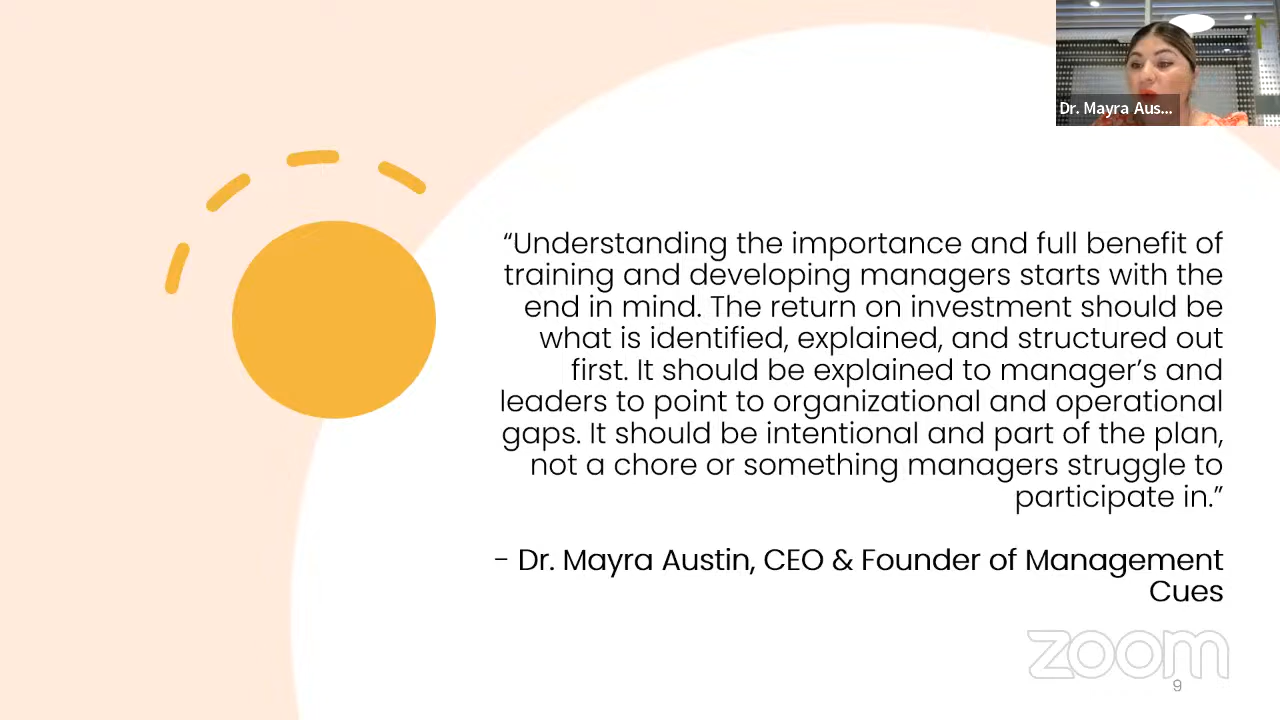 Dr. Mayra Aus...
“Understanding the importance and full benefit of
training and developing managers starts with the
end in mind. The return on investment should be
what is identified, explained, and structured out
first. It should be explained to manager’s and
leaders to point to organizational and operational
gaps. It should be intentional and part of the plan,
not a chore or something managers struggle to
participate in.”
- Dr. Mayra Austin, CEO & Founder of Management
Cues
zoom
9